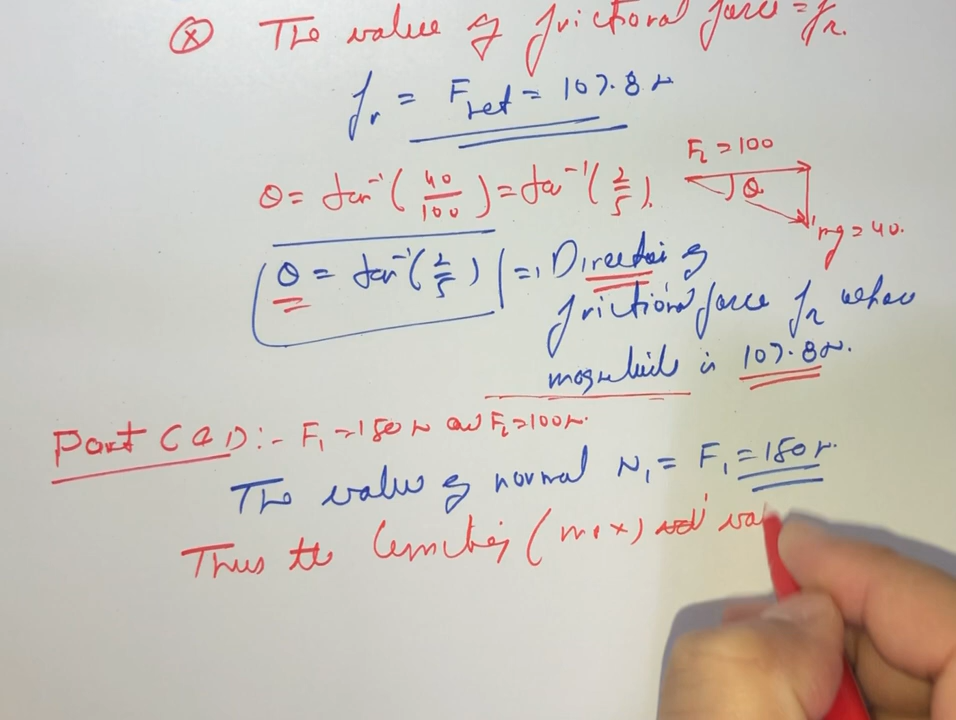 (x) The value of frictional force = fr.
fr = Fret = 107.8 N
F2 = 100
θ = tan⁻¹(40/100) = tan⁻¹(2/5).
θ
mg = 40.
θ = tan⁻¹(2/5) =, Direction of
frictional force fr whose
magnitude is 107.8 N.
Part C & D:- F1 = 150 N and F2 = 100 N.
The value of normal N1 = F1 = 150 N.
Thus the Limiting (max) va